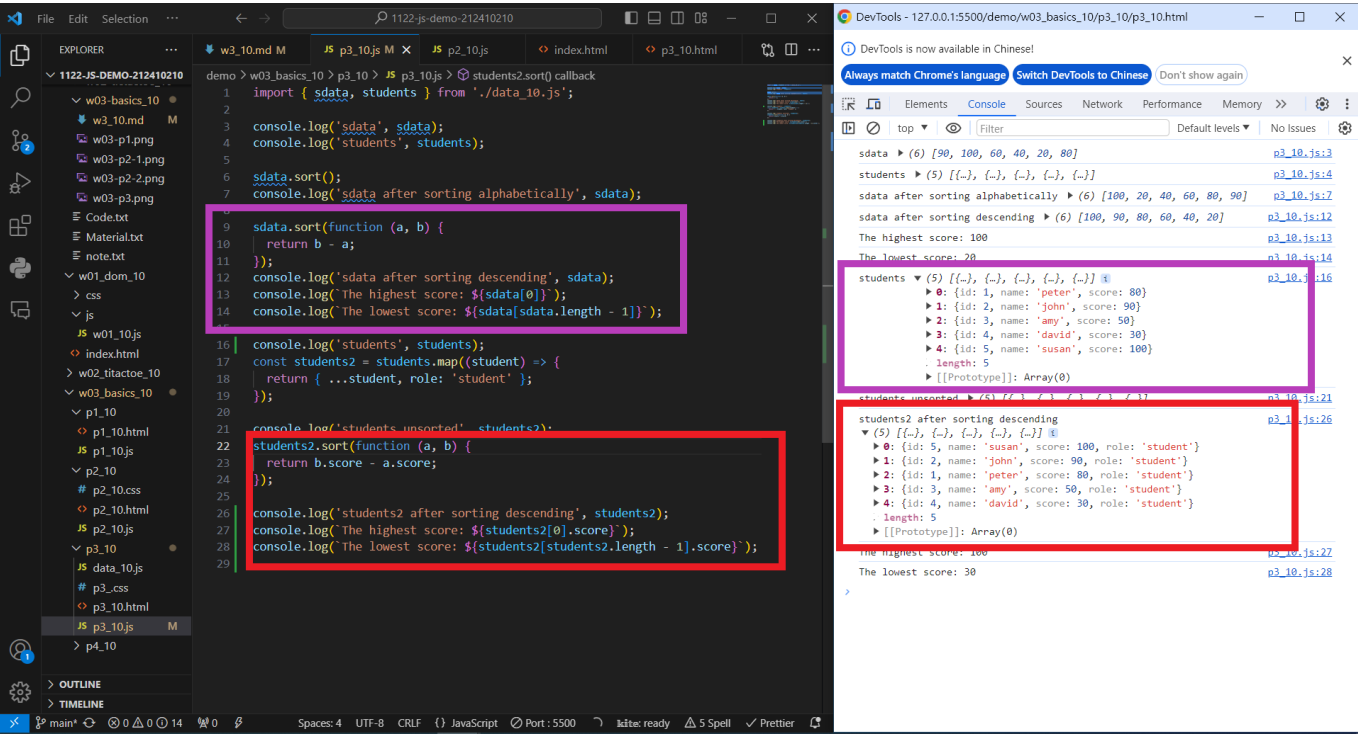 File Edit Selection ···
1122-js-demo-212410210
EXPLORER ···
1122-JS-DEMO-212410210
w03-basics_10
w3_10.md M
w03-p1.png
w03-p2-1.png
w03-p2-2.png
w03-p3.png
Code.txt
Material.txt
note.txt
w01_dom_10
css
js
JS w01_10.js
index.html
w02_titactoe_10
w03_basics_10
p1_10
p1_10.html
JS p1_10.js
p2_10
# p2_10.css
p2_10.html
JS p2_10.js
p3_10
JS data_10.js
# p3_.css
p3_10.html
JS p3_10.js M
p4_10
OUTLINE
TIMELINE
w3_10.md M JS p3_10.js M JS p2_10.js index.html p3_10.html
demo > w03_basics_10 > p3_10 > JS p3_10.js > students2.sort() callback
1 import { sdata, students } from './data_10.js';
2
3 console.log('sdata', sdata);
4 console.log('students', students);
5
6 sdata.sort();
7 console.log('sdata after sorting alphabetically', sdata);
8
9 sdata.sort(function (a, b) {
10 return b - a;
11 });
12 console.log('sdata after sorting descending', sdata);
13 console.log(`The highest score: ${sdata[0]}`);
14 console.log(`The lowest score: ${sdata[sdata.length - 1]}`);
15
16 console.log('students', students);
17 const students2 = students.map((student) => {
18 return { ...student, role: 'student' };
19 });
20
21 console.log('students unsorted', students2);
22 students2.sort(function (a, b) {
23 return b.score - a.score;
24 });
25
26 console.log('students2 after sorting descending', students2);
27 console.log(`The highest score: ${students2[0].score}`);
28 console.log(`The lowest score: ${students2[students2.length - 1].score}`);
29
main* 0 0 14 0 Spaces: 4 UTF-8 CRLF {} JavaScript Port : 5500 kite: ready 5 Spell Prettier
DevTools - 127.0.0.1:5500/demo/w03_basics_10/p3_10/p3_10.html
DevTools is now available in Chinese!
Always match Chrome's language Switch DevTools to Chinese Don't show again
Elements Console Sources Network Performance Memory
top Filter Default levels No Issues
sdata (6) [90, 100, 60, 40, 20, 80] p3_10.js:3
students (5) [{…}, {…}, {…}, {…}, {…}] p3_10.js:4
sdata after sorting alphabetically (6) [100, 20, 40, 60, 80, 90] p3_10.js:7
sdata after sorting descending (6) [100, 90, 80, 60, 40, 20] p3_10.js:12
The highest score: 100 p3_10.js:13
The lowest score: 20 p3_10.js:14
students (5) [{…}, {…}, {…}, {…}, {…}] p3_10.js:16
0: {id: 1, name: 'peter', score: 80}
1: {id: 2, name: 'john', score: 90}
2: {id: 3, name: 'amy', score: 50}
3: {id: 4, name: 'david', score: 30}
4: {id: 5, name: 'susan', score: 100}
length: 5
[[Prototype]]: Array(0)
students unsorted (5) [{…}, {…}, {…}, {…}, {…}] p3_10.js:21
students2 after sorting descending p3_10.js:26
(5) [{…}, {…}, {…}, {…}, {…}]
0: {id: 5, name: 'susan', score: 100, role: 'student'}
1: {id: 2, name: 'john', score: 90, role: 'student'}
2: {id: 1, name: 'peter', score: 80, role: 'student'}
3: {id: 3, name: 'amy', score: 50, role: 'student'}
4: {id: 4, name: 'david', score: 30, role: 'student'}
length: 5
[[Prototype]]: Array(0)
The highest score: 100 p3_10.js:27
The lowest score: 30 p3_10.js:28